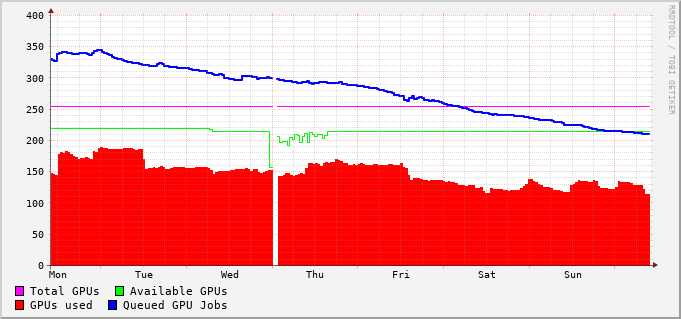 400
350
300
250
200
150
100
50
0
Mon Tue Wed Thu Fri Sat Sun
Total GPUs Available GPUs
GPUs used Queued GPU Jobs
RRDTOOL / TOBI OETIKER